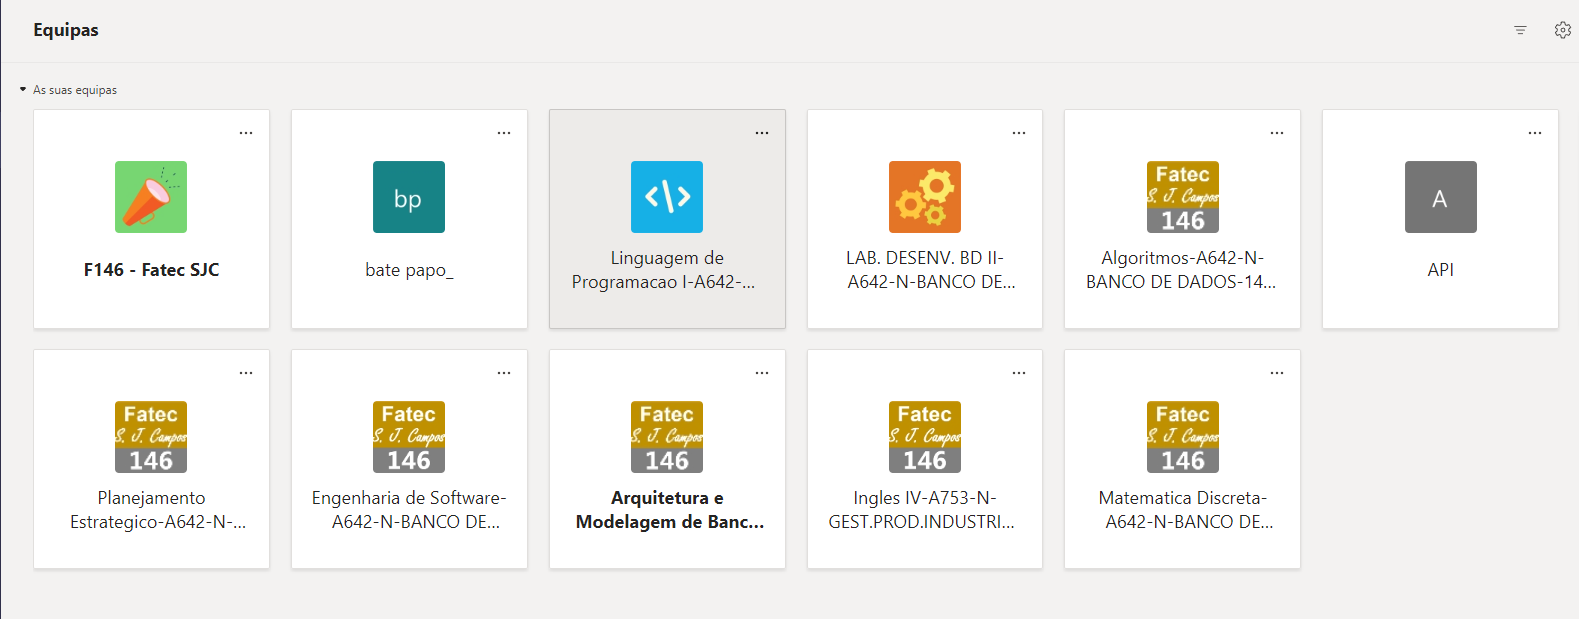 Equipas
As suas equipas
...
...
...
...
...
...
bp
</>
Fatec
S. J. Campos
146
A
F146 - Fatec SJC
bate papo_
Linguagem de
Programacao I-A642-...
LAB. DESENV. BD II-
A642-N-BANCO DE...
Algoritmos-A642-N-
BANCO DE DADOS-14...
API
...
...
...
...
...
Fatec
S. J. Campos
146
Fatec
S. J. Campos
146
Fatec
S. J. Campos
146
Fatec
S. J. Campos
146
Fatec
S. J. Campos
146
Planejamento
Estrategico-A642-N-...
Engenharia de Software-
A642-N-BANCO DE...
Arquitetura e
Modelagem de Banc...
Ingles IV-A753-N-
GEST.PROD.INDUSTRI...
Matematica Discreta-
A642-N-BANCO DE...